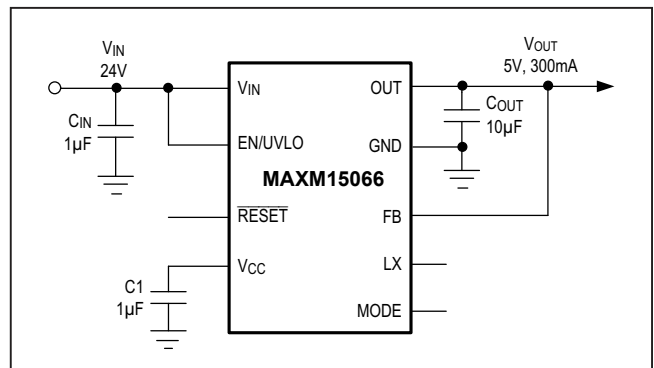 VIN
24V
CIN
1µF
VIN
EN/UVLO
RESET
VCC
C1
1µF
MAXM15066
OUT
GND
FB
LX
MODE
COUT
10µF
VOUT
5V, 300mA